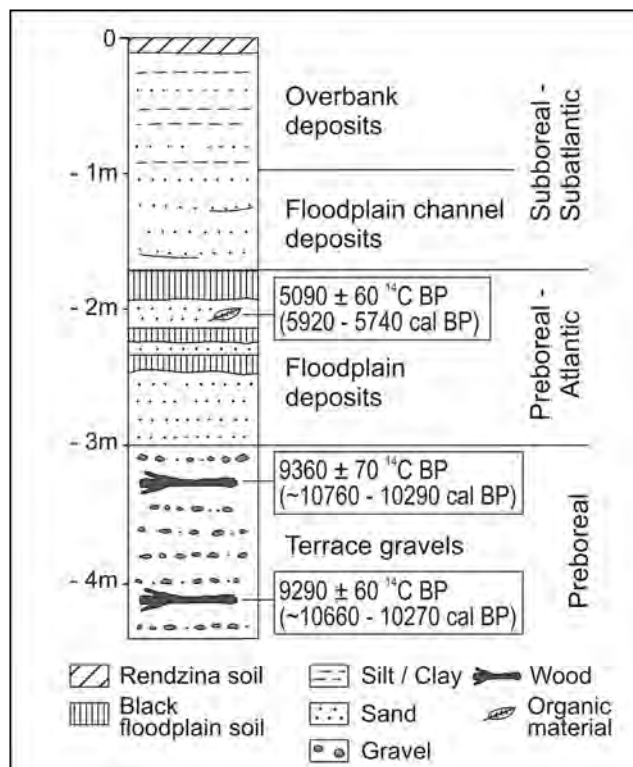 0
Overbank
deposits
- 1m
Subboreal -
Subatlantic
Floodplain channel
deposits
- 2m
5090 ± 60 ¹⁴C BP
(5920 - 5740 cal BP)
Floodplain
deposits
Preboreal -
Atlantic
- 3m
9360 ± 70 ¹⁴C BP
(~10760 - 10290 cal BP)
Terrace gravels
Preboreal
- 4m
9290 ± 60 ¹⁴C BP
(~10660 - 10270 cal BP)
Rendzina soil
Silt / Clay
Wood
Black
floodplain soil
Sand
Organic
material
Gravel